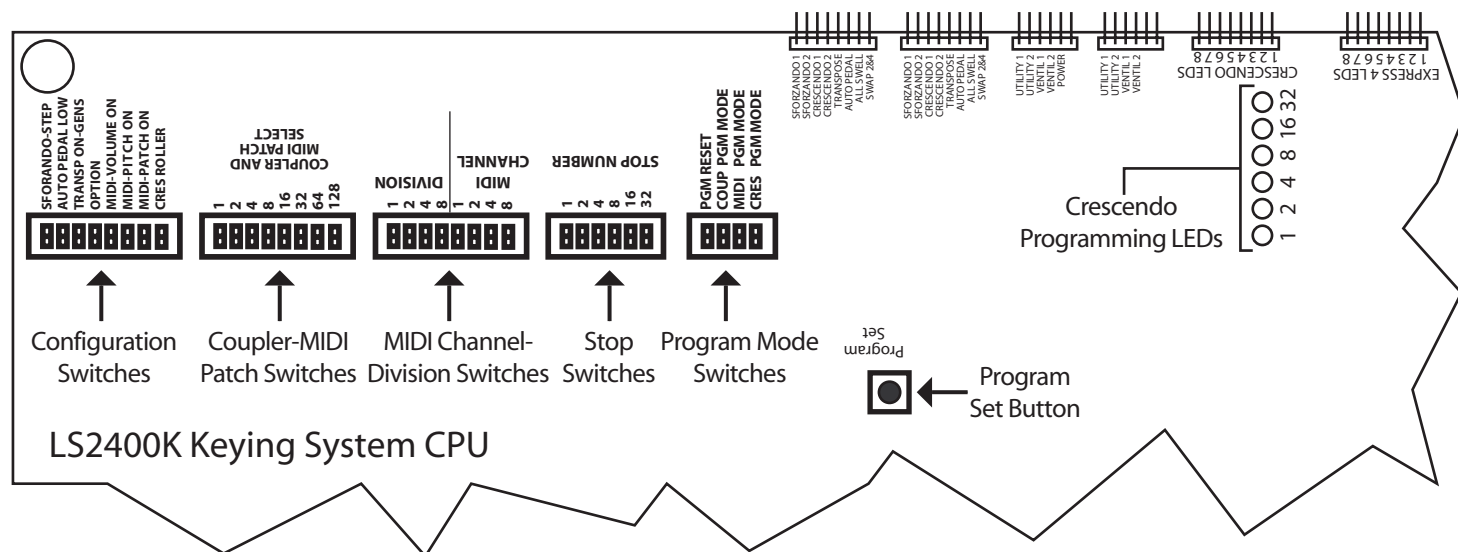 SFORZANDO 1
SFORZANDO 2
CRESCENDO 1
CRESCENDO 2
TRANSPOSE
AUTO PEDAL
ALL SWELL
SWAP 2&4
SFORZANDO 1
SFORZANDO 2
CRESCENDO 1
CRESCENDO 2
TRANSPOSE
AUTO PEDAL
ALL SWELL
SWAP 2&4
UTILITY 1
UTILITY 2
VENTIL 1
VENTIL 2
POWER
UTILITY 1
UTILITY 2
VENTIL 1
VENTIL 2
12345678
CRESCENDO LEDS
12345678
EXPRESS 4 LEDS
SFORANDO-STEP
AUTO PEDAL LOW
TRANSP ON-GENS
OPTION
MIDI-VOLUME ON
MIDI-PITCH ON
MIDI-PATCH ON
CRES ROLLER
COUPLER AND
MIDI PATCH
SELECT
1
2
4
8
16
32
64
128
DIVISION
1
2
4
8
MIDI
CHANNEL
1
2
4
8
STOP NUMBER
1
2
4
8
16
32
PGM RESET
COUP PGM MODE
MIDI PGM MODE
CRES PGM MODE
32
16
8
4
2
1
Crescendo
Programming LEDs
Configuration
Switches
Coupler-MIDI
Patch Switches
MIDI Channel-
Division Switches
Stop
Switches
Program Mode
Switches
Program
Set
Program
Set Button
LS2400K Keying System CPU